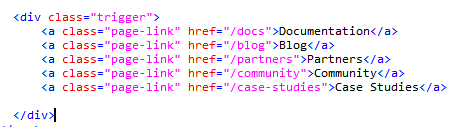 <div class="trigger">
<a class="page-link" href="/docs">Documentation</a>
<a class="page-link" href="/blog">Blog</a>
<a class="page-link" href="/partners">Partners</a>
<a class="page-link" href="/community">Community</a>
<a class="page-link" href="/case-studies">Case Studies</a>
</div>